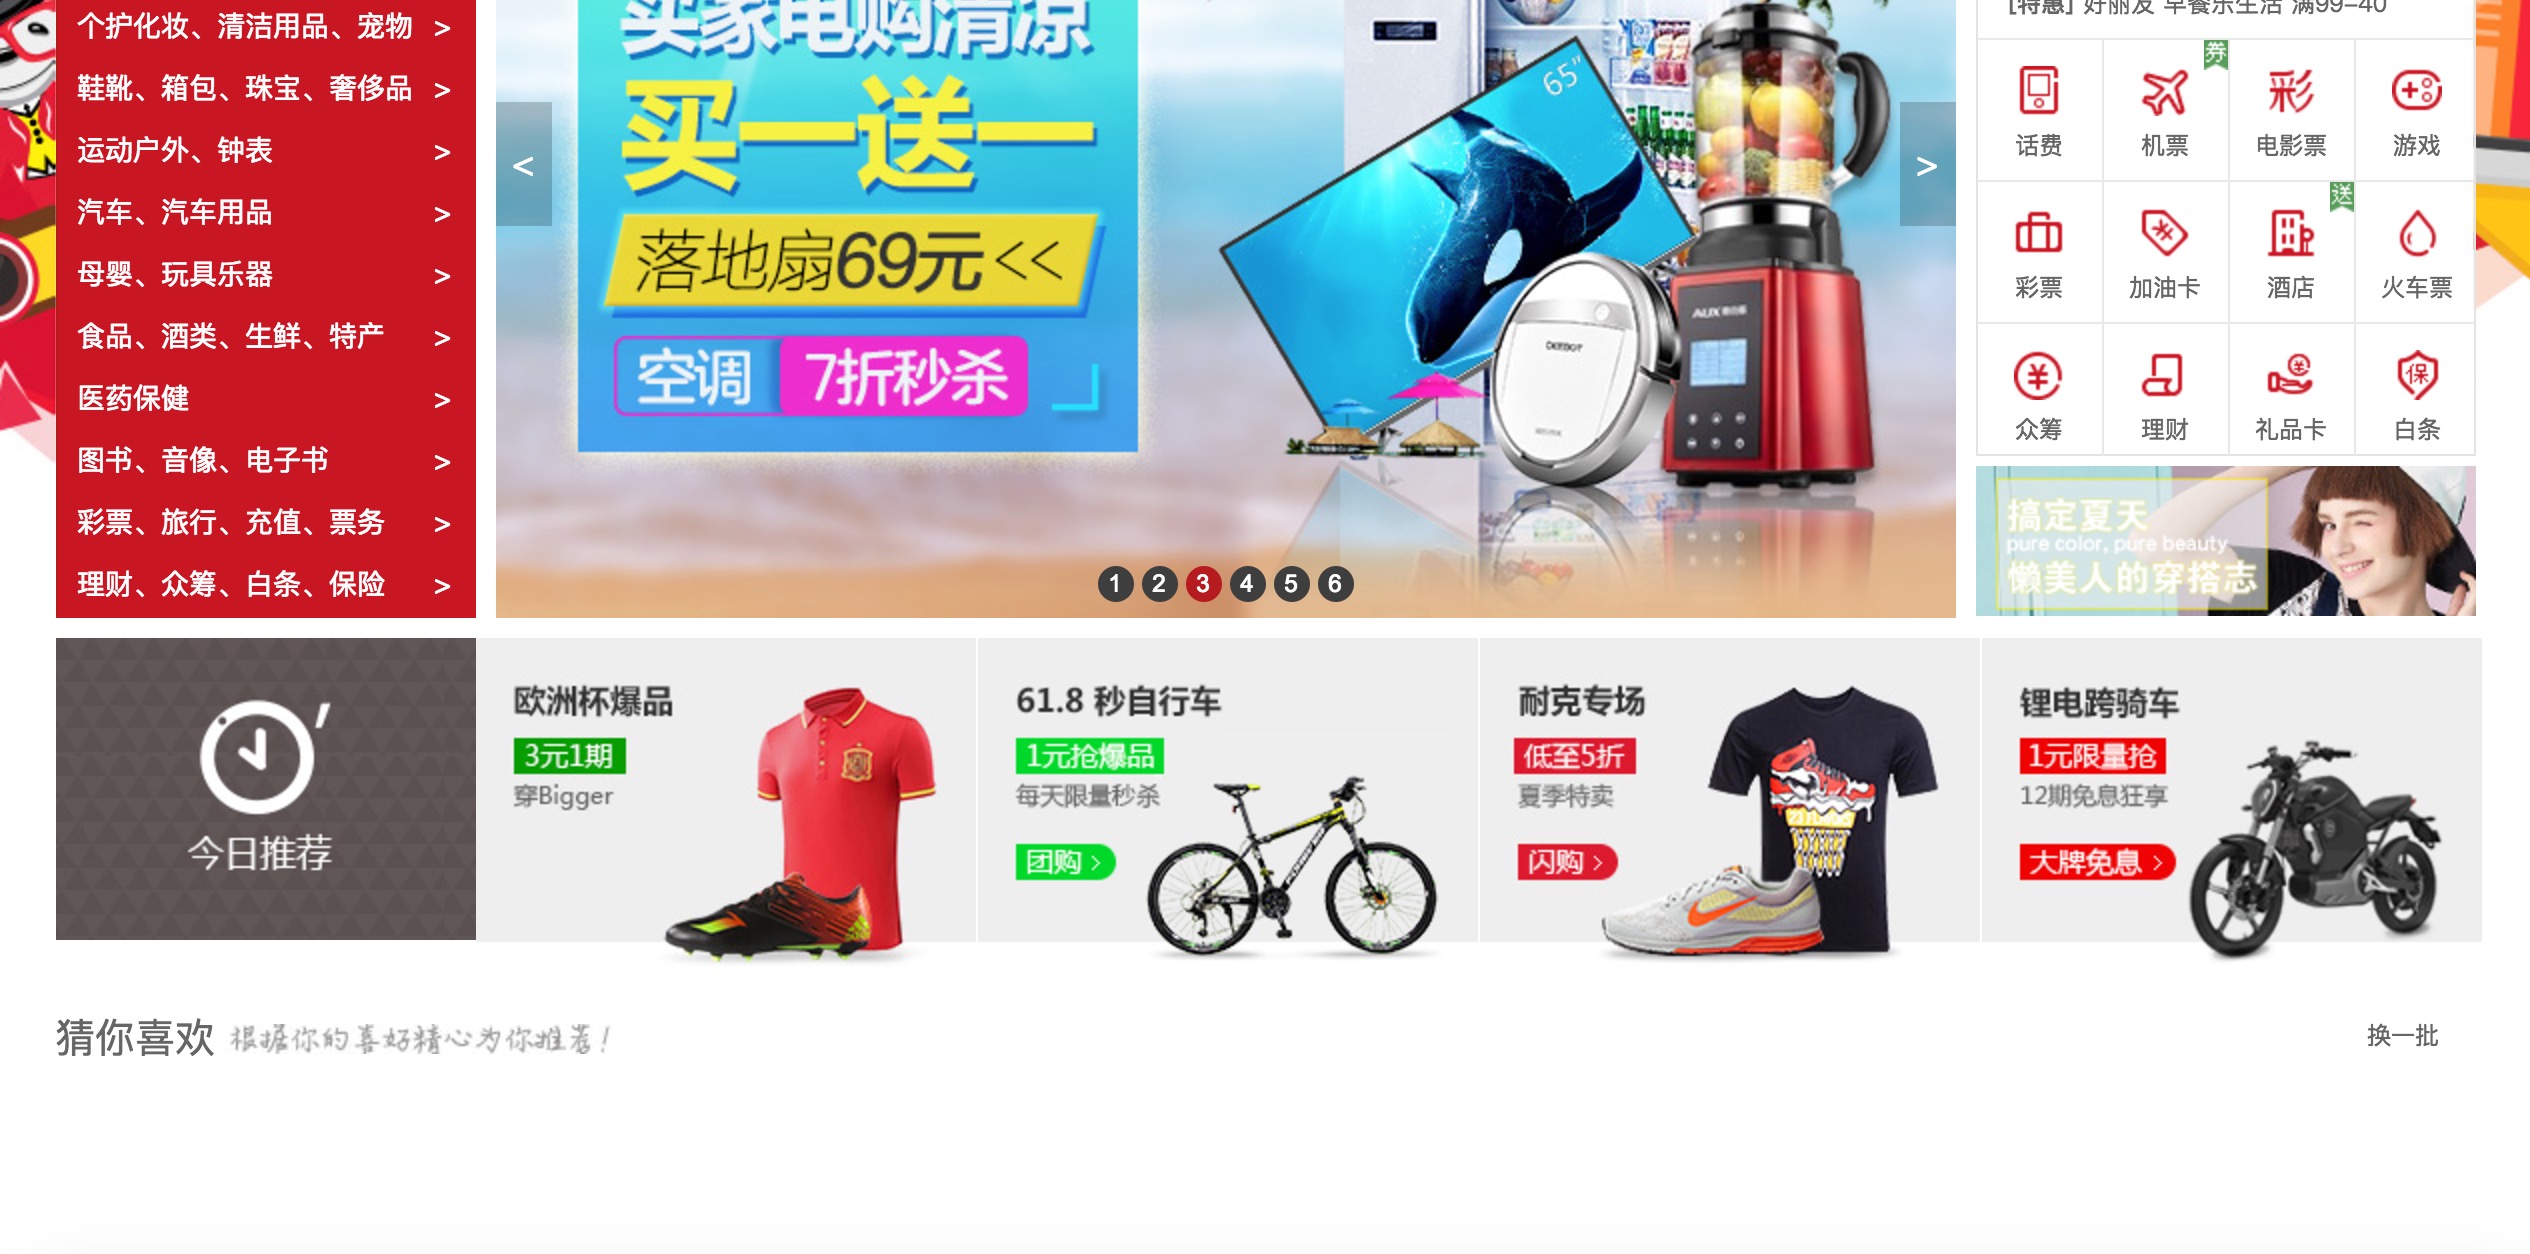 个护化妆、清洁用品、宠物 >
鞋靴、箱包、珠宝、奢侈品 >
运动户外、钟表 >
汽车、汽车用品 >
母婴、玩具乐器 >
食品、酒类、生鲜、特产 >
医药保健 >
图书、音像、电子书 >
彩票、旅行、充值、票务 >
理财、众筹、白条、保险 >
买家电购清凉
买一送一
落地扇69元<<
空调 7折秒杀
<
>
65"
AUX
DEEBOT
1 2 3 4 5 6
[特惠] 好丽友 早餐乐生活 满99-40
券
话费 机票 电影票 游戏
送
彩票 加油卡 酒店 火车票
众筹 理财 礼品卡 白条
搞定夏天
pure color, pure beauty
懒美人的穿搭志
今日推荐
欧洲杯爆品
3元1期
穿Bigger
61.8 秒自行车
1元抢爆品
每天限量秒杀
团购 >
耐克专场
低至5折
夏季特卖
闪购 >
锂电跨骑车
1元限量抢
12期免息狂享
大牌免息 >
猜你喜欢 根据你的喜好精心为你推荐!
换一批